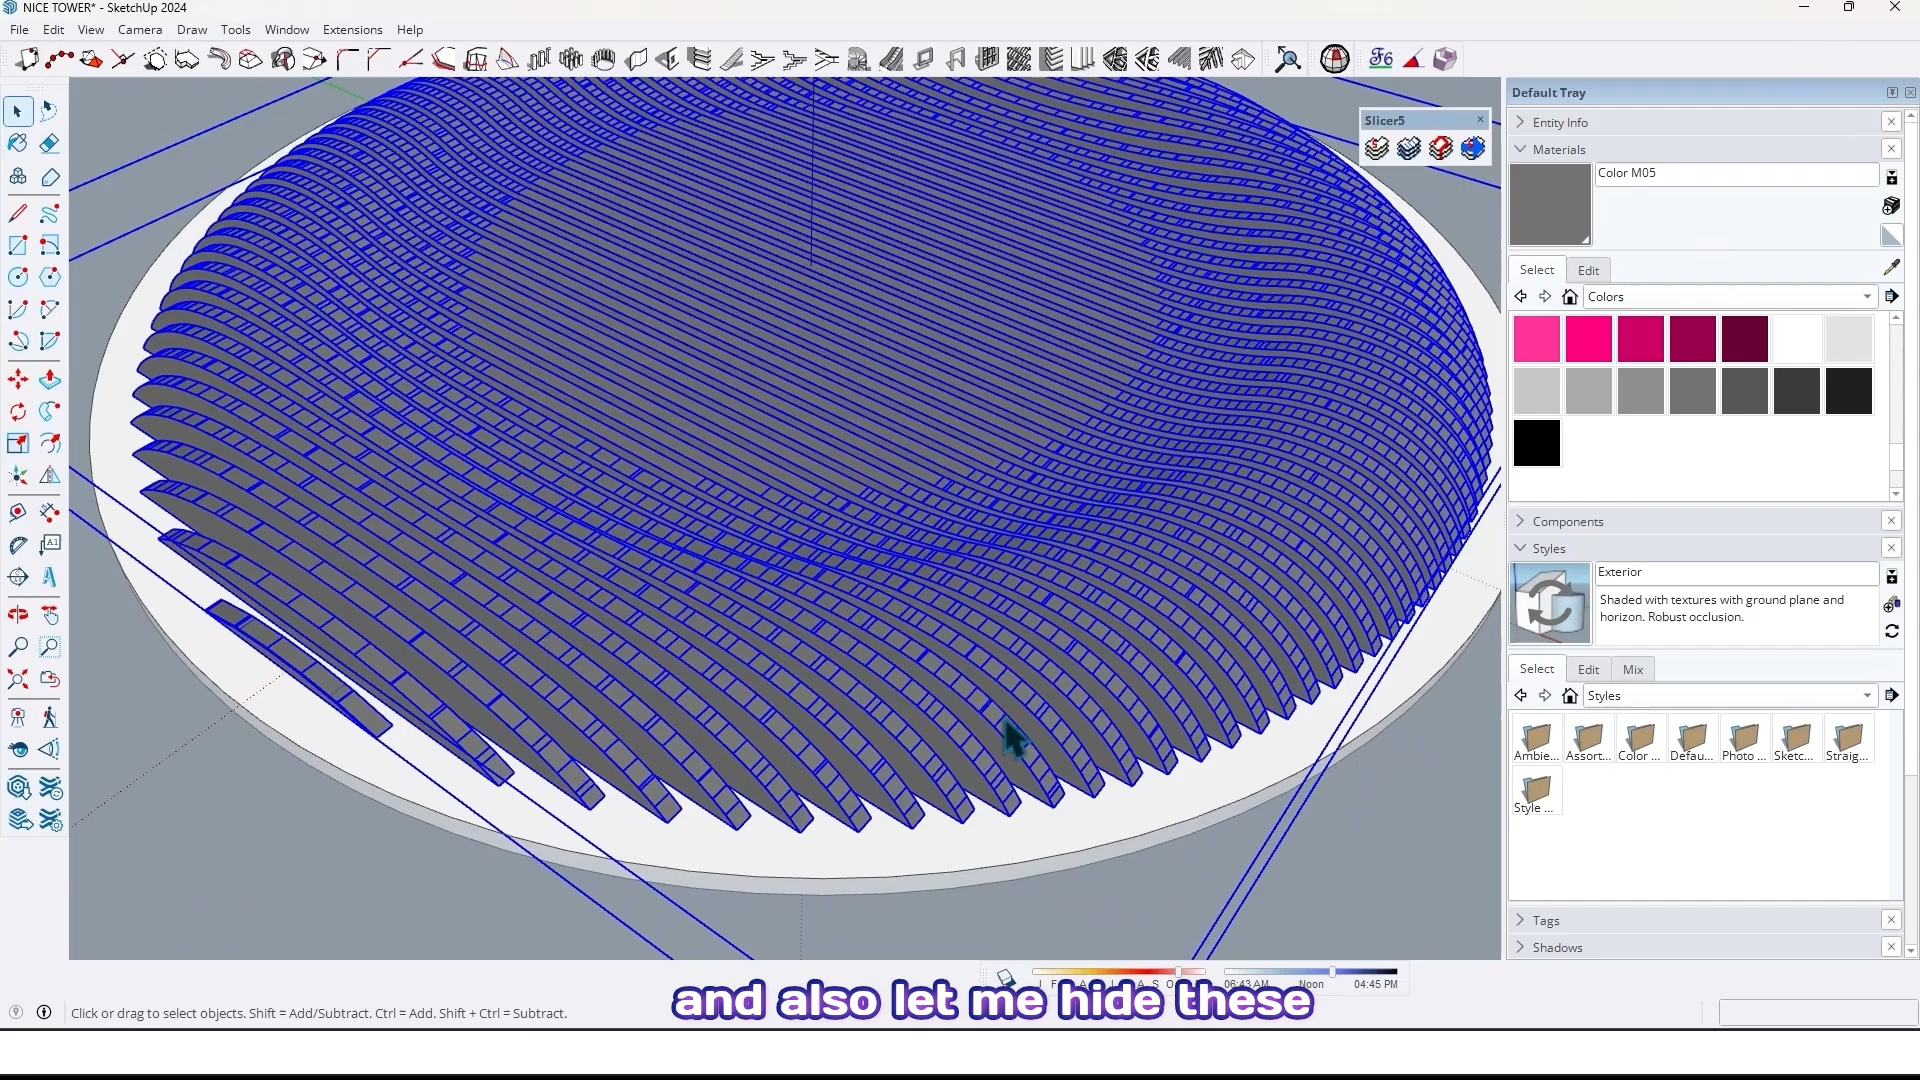 NICE TOWER* - SketchUp 2024
File Edit View Camera Draw Tools Window Extensions Help
Slicer5
Default Tray
Entity Info
Materials
Color M05
Select Edit
Colors
Components
Styles
Exterior
Shaded with textures with ground plane and
horizon. Robust occlusion.
Select Edit Mix
Styles
Ambie... Assort... Color ... Defau... Photo ... Sketc... Straig...
Style ...
Tags
Shadows
06:43 AM Noon 04:45 PM
and also let me hide these
Click or drag to select objects. Shift = Add/Subtract. Ctrl = Add. Shift + Ctrl = Subtract.